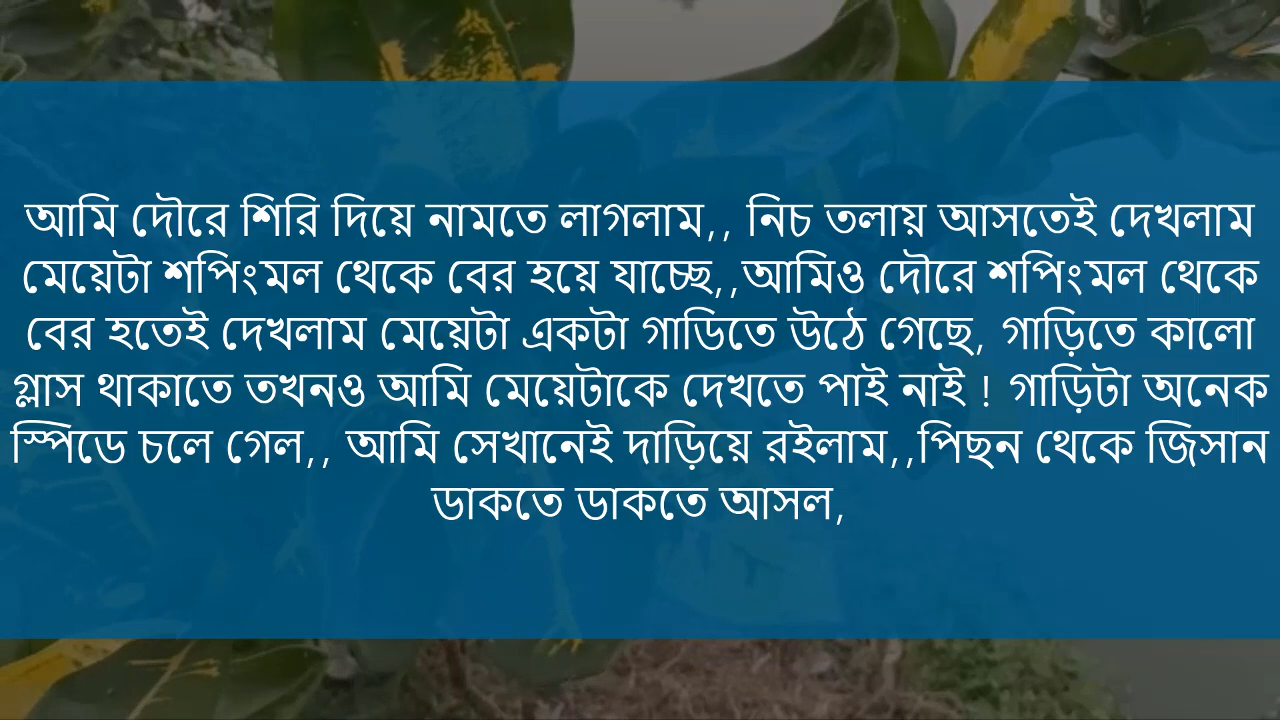 আমি দৌরে শিরি দিয়ে নামতে লাগলাম,, নিচ তলায় আসতেই দেখলাম
মেয়েটা শপিংমল থেকে বের হয়ে যাচ্ছে,,আমিও দৌরে শপিংমল থেকে
বের হতেই দেখলাম মেয়েটা একটা গাডিতে উঠে গেছে, গাড়িতে কালো
গ্লাস থাকাতে তখনও আমি মেয়েটাকে দেখতে পাই নাই ! গাড়িটা অনেক
স্পিডে চলে গেল,, আমি সেখানেই দাড়িয়ে রইলাম,,পিছন থেকে জিসান
ডাকতে ডাকতে আসল,